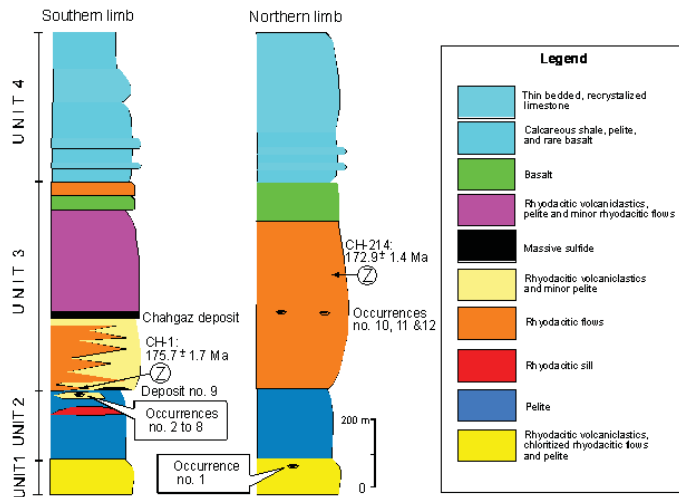 Southern limb
Northern limb
UNIT 4
UNIT 3
UNIT 2
UNIT 1
Chahgaz deposit
CH-1:
175.7± 1.7 Ma
Z
Deposit no. 9
Occurrences
no. 2 to 8
Occurrence
no. 1
CH-214:
172.9± 1.4 Ma
Z
Occurrences
no. 10, 11 &12
200 m
0
Legend
Thin bedded, recrystalized
limestone
Calcareous shale, pelite,
and rare basalt
Basalt
Rhyodacitic volcaniclastics,
pelite and minor rhyodacitic flows
Massive sulfide
Rhyodacitic volcaniclastics
and minor pelite
Rhyodacitic flows
Rhyodacitic sill
Pelite
Rhyodacitic volcaniclastics,
chloritized rhyodacitic flows
and pelite